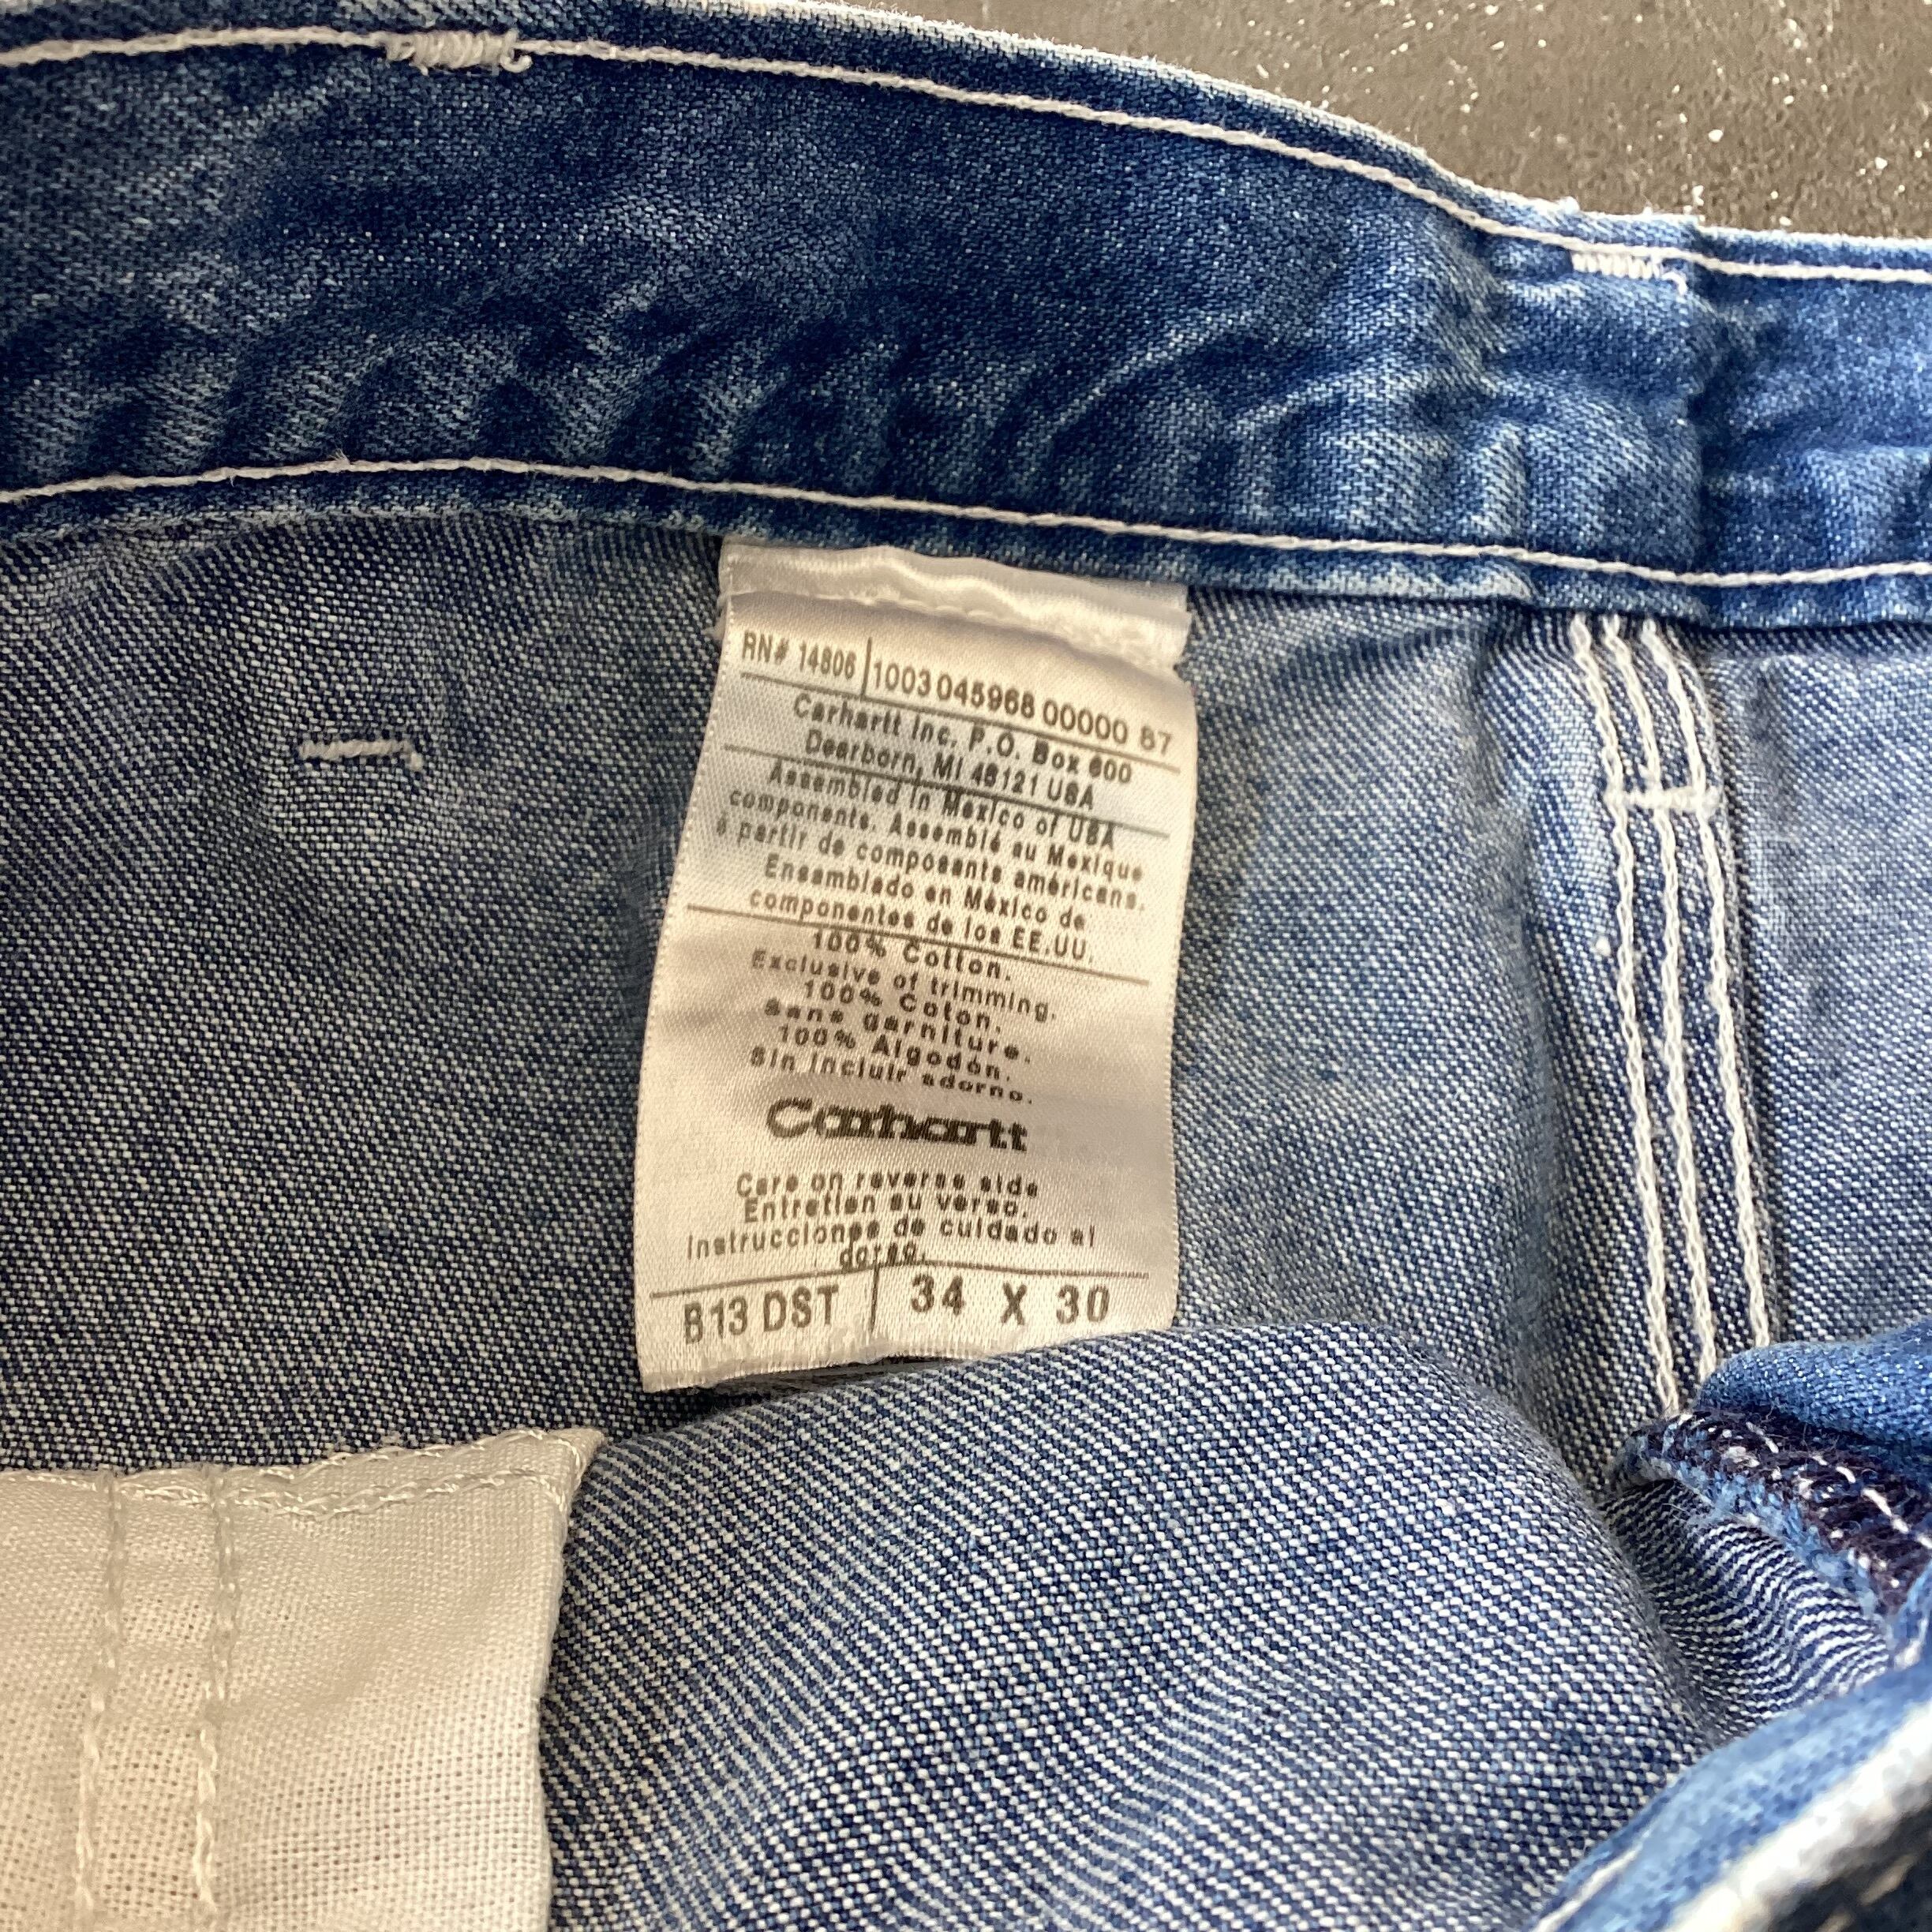 RN# 14806 1003 045968 00000 87
Carhartt Inc. P.O. Box 600
Dearborn, MI 48121 USA
Assembled in Mexico of USA
components. Assemblé au Mexique
à partir de composants américans.
Ensamblado en México de
componentes de los EE.UU.
100% Cotton.
Exclusive of trimming.
100% Coton.
sans garniture.
100% Algodón.
Sin incluir adorno.
Carhartt
Care on reverse side
Entretien au verso.
Instrucciones de cuidado al
dorso.
B13 DST 34 X 30